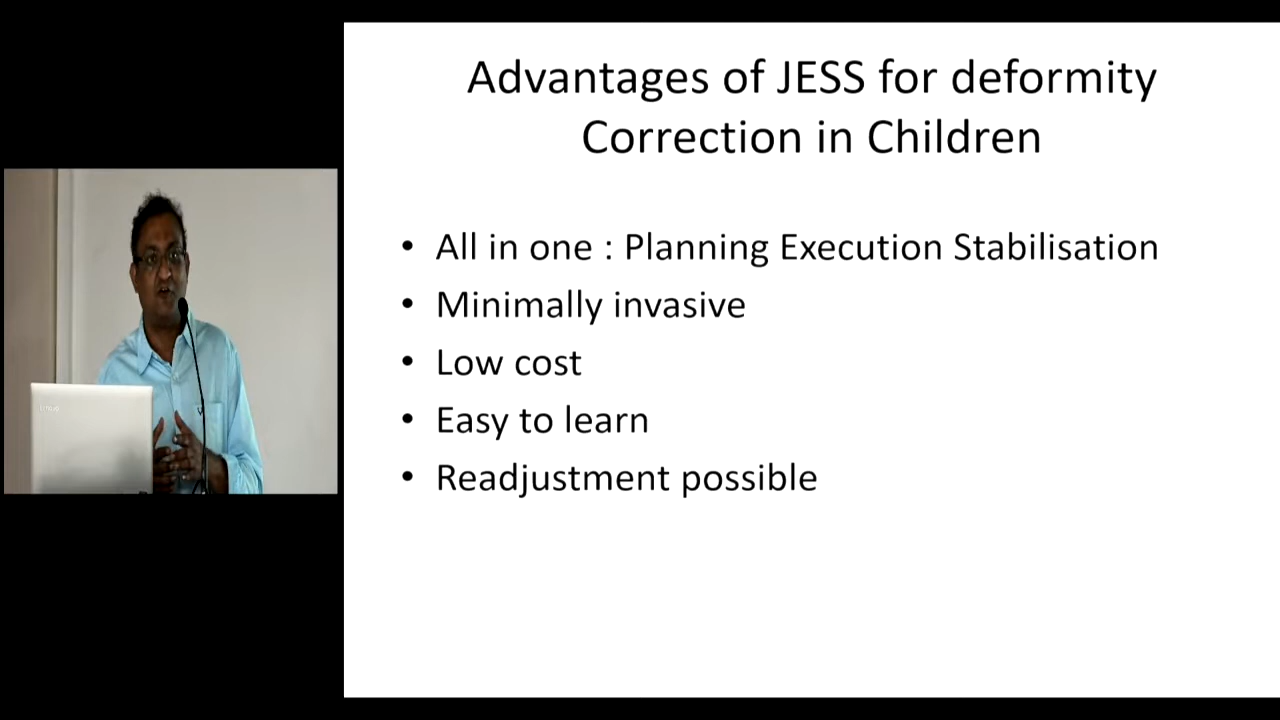 Advantages of JESS for deformity
Correction in Children
• All in one : Planning Execution Stabilisation
• Minimally invasive
• Low cost
• Easy to learn
• Readjustment possible